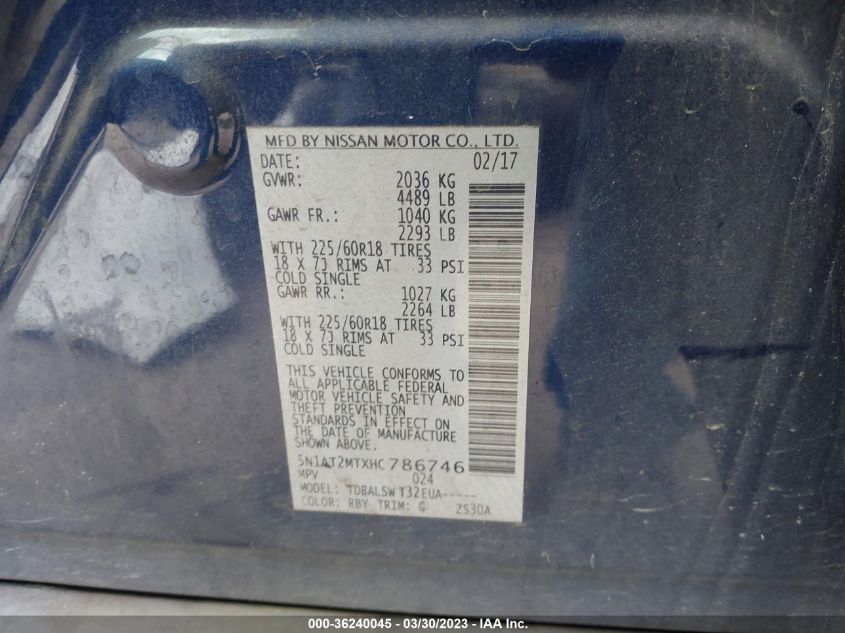 MFD BY NISSAN MOTOR CO., LTD.
DATE: 02/17
GVWR: 2036 KG
4489 LB
GAWR FR.: 1040 KG
2293 LB
WITH 225/60R18 TIRES
18 X 7J RIMS AT 33 PSI
COLD SINGLE
GAWR RR.: 1027 KG
2264 LB
WITH 225/60R18 TIRES
18 X 7J RIMS AT 33 PSI
COLD SINGLE
THIS VEHICLE CONFORMS TO
ALL APPLICABLE FEDERAL
MOTOR VEHICLE SAFETY AND
THEFT PREVENTION
STANDARDS IN EFFECT ON
THE DATE OF MANUFACTURE
SHOWN ABOVE.
5N1AT2MTXHC786746
MPV 024
MODEL: TDBALSWT32EUA-----
COLOR: RBY TRIM: G ZS30A
000-36240045 - 03/30/2023 - IAA Inc.